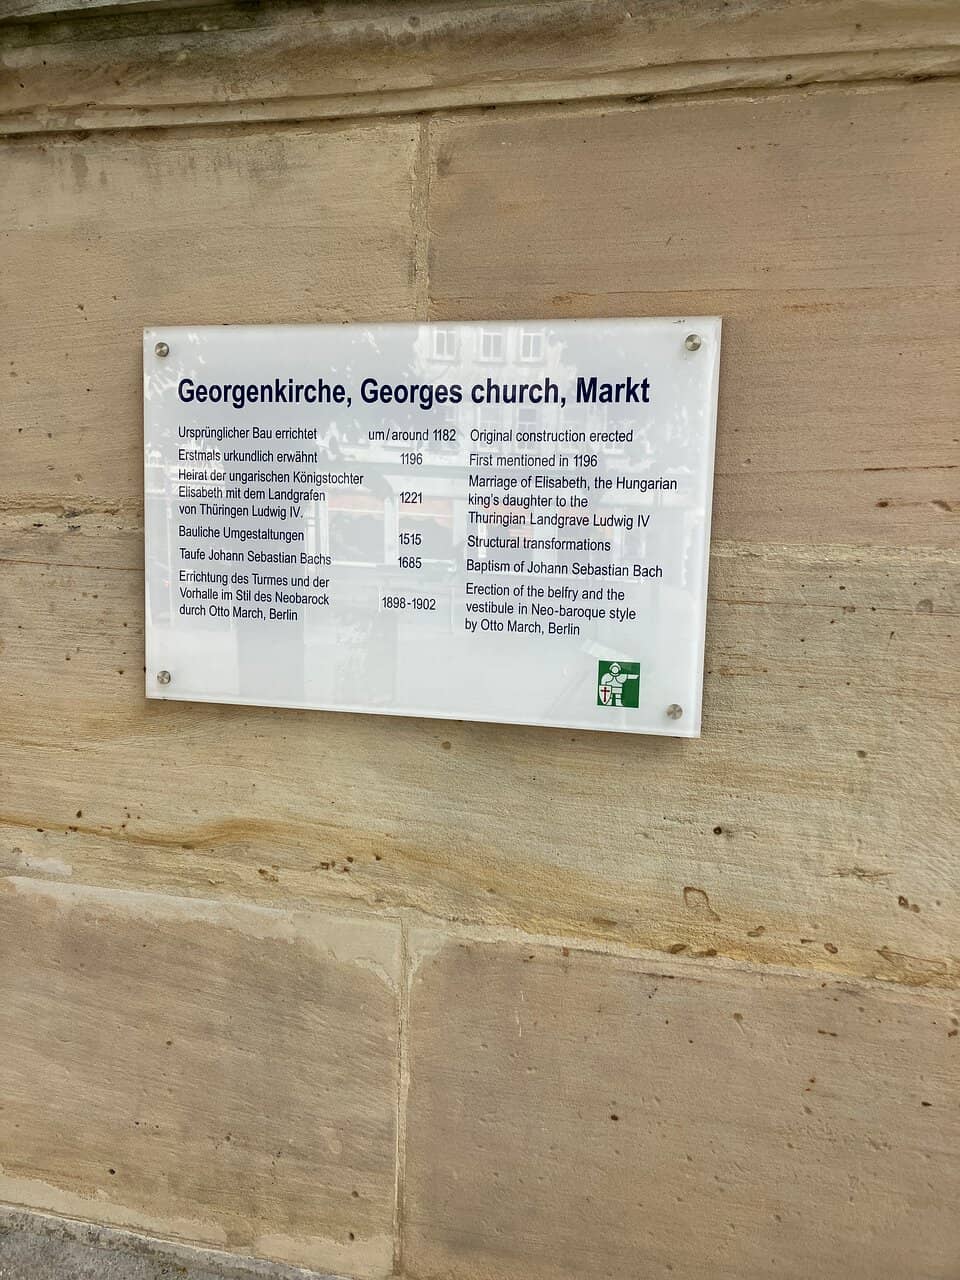 Georgenkirche, Georges church, Markt
Ursprünglicher Bau errichtet um/around 1182 Original construction erected
Erstmals urkundlich erwähnt 1196 First mentioned in 1196
Heirat der ungarischen Königstochter
Elisabeth mit dem Landgrafen
von Thüringen Ludwig IV.
1221
Marriage of Elisabeth, the Hungarian
king's daughter to the
Thuringian Landgrave Ludwig IV
Bauliche Umgestaltungen 1515 Structural transformations
Taufe Johann Sebastian Bachs 1685 Baptism of Johann Sebastian Bach
Errichtung des Turmes und der
Vorhalle im Stil des Neobarock
durch Otto March, Berlin
1898-1902
Erection of the belfry and the
vestibule in Neo-baroque style
by Otto March, Berlin